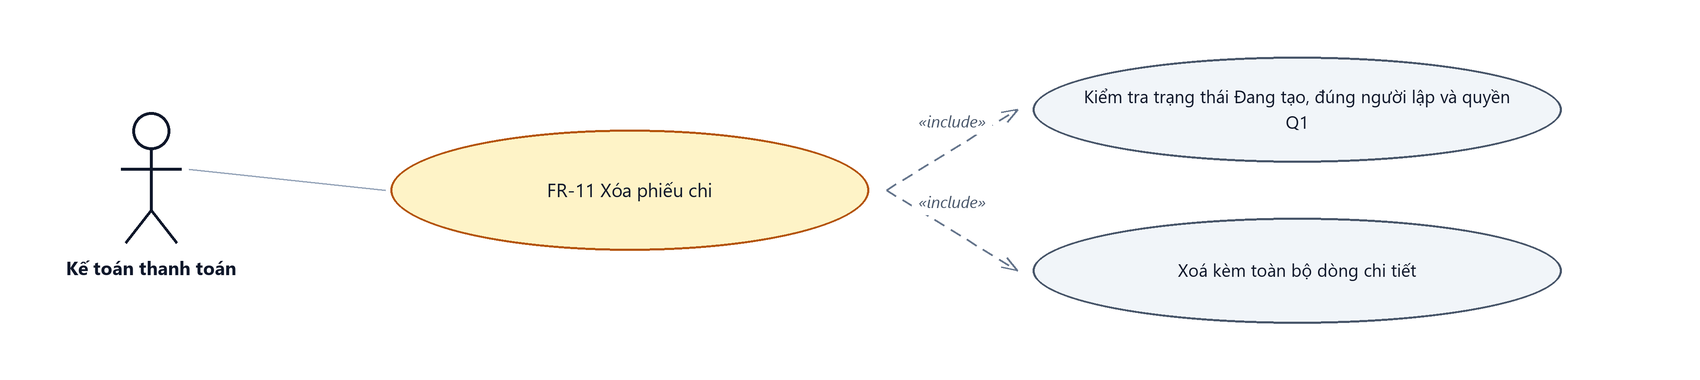 Kế toán thanh toán
FR-11 Xóa phiếu chi
«include»
«include»
Kiểm tra trạng thái Đang tạo, đúng người lập và quyền
Q1
Xoá kèm toàn bộ dòng chi tiết